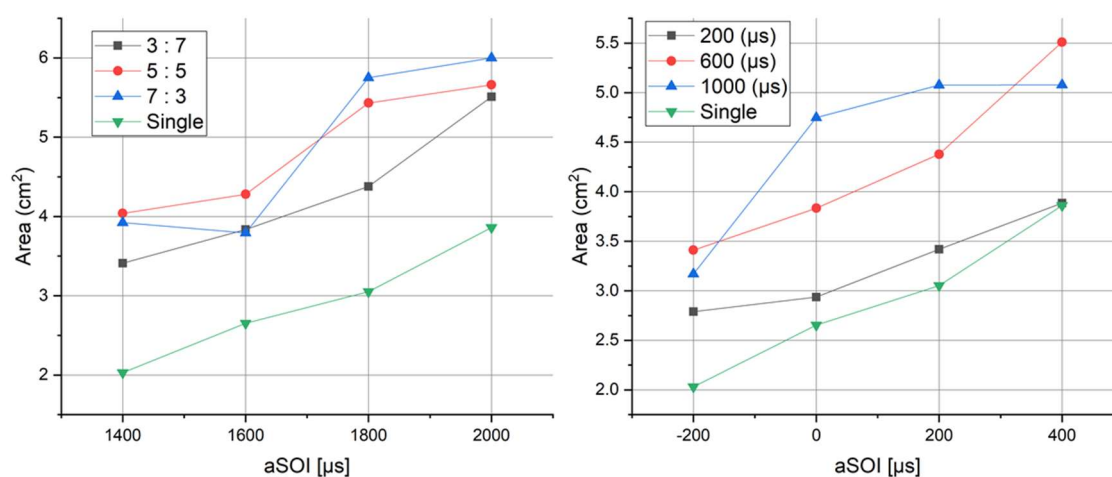 3 : 7
5 : 5
7 : 3
Single
6
5
4
3
2
Area (cm²)
1400 1600 1800 2000
aSOI [µs]
200 (µs)
600 (µs)
1000 (µs)
Single
5.5
5.0
4.5
4.0
3.5
3.0
2.5
2.0
Area (cm²)
-200 0 200 400
aSOI [µs]